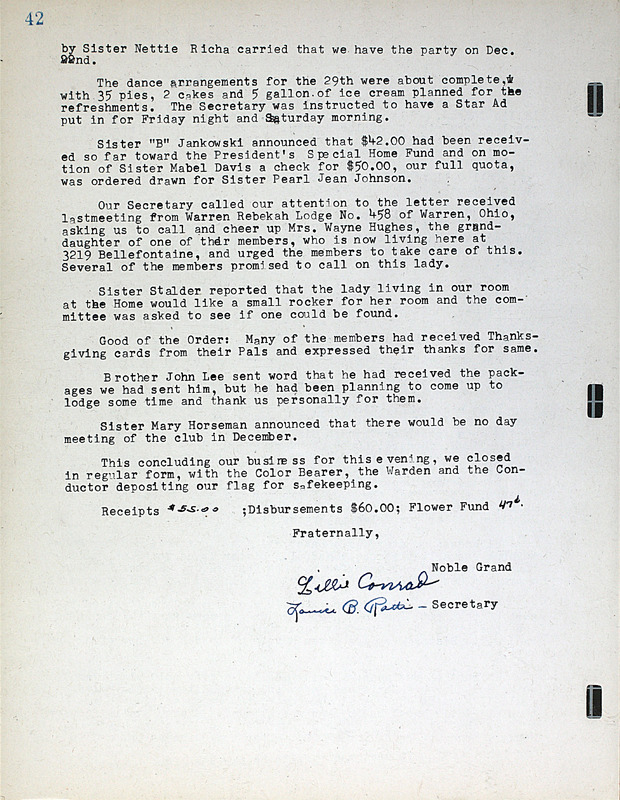 42
by Sister Nettie Richa carried that we have the party on Dec.
22nd.
The dance arrangements for the 29th were about complete,
with 35 pies, 2 cakes and 5 gallon of ice cream planned for the
refreshments. The Secretary was instructed to have a Star Ad
put in for Friday night and Saturday morning.
Sister "B" Jankowski announced that $42.00 had been receiv-
ed so far toward the President's Special Home Fund and on mo-
tion of Sister Mabel Davis a check for $50.00, our full quota,
was ordered drawn for Sister Pearl Jean Johnson.
Our Secretary called our attention to the letter received
lastmeeting from Warren Rebekah Lodge No. 458 of Warren, Ohio,
asking us to call and cheer up Mrs. Wayne Hughes, the grand-
daughter of one of their members, who is now living here at
3219 Bellefontaine, and urged the members to take care of this.
Several of the members promised to call on this lady.
Sister Stalder reported that the lady living in our room
at the Home would like a small rocker for her room and the com-
mittee was asked to see if one could be found.
Good of the Order: Many of the members had received Thanks-
giving cards from their Pals and expressed their thanks for same.
Brother John Lee sent word that he had received the pack-
ages we had sent him, but he had been planning to come up to
lodge some time and thank us personally for them.
Sister Mary Horseman announced that there would be no day
meeting of the club in December.
This concluding our business for this evening, we closed
in regular form, with the Color Bearer, the Warden and the Con-
ductor depositing our flag for safekeeping.
Receipts $55.00 ;Disbursements $60.00; Flower Fund 47¢.
Fraternally,
Noble Grand
Lillie Conrad
B. - Secretary